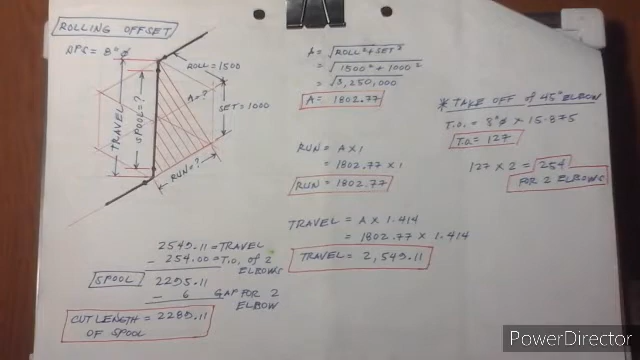 ROLLING OFFSET
NPS = 8"φ
ROLL = 1500
A = ?
SET = 1000
TRAVEL
SPOOL = ?
RUN = ?
A = √ROLL² + SET²
= √1500² + 1000²
= √3,250,000
A = 1802.77
RUN = A X 1
= 1802.77 X 1
RUN = 1802.77
TRAVEL = A X 1.414
= 1802.77 X 1.414
TRAVEL = 2,549.11
* TAKE OFF of 45° ELBOW
T.O. = 8"φ X 15.875
T.O. = 127
127 X 2 = 254
FOR 2 ELBOWS
2549.11 = TRAVEL
- 254.00 = T.O. of 2
ELBOWS
SPOOL 2295.11
- 6 GAP FOR 2
ELBOW
CUT LENGTH = 2289.11
OF SPOOL
PowerDirector